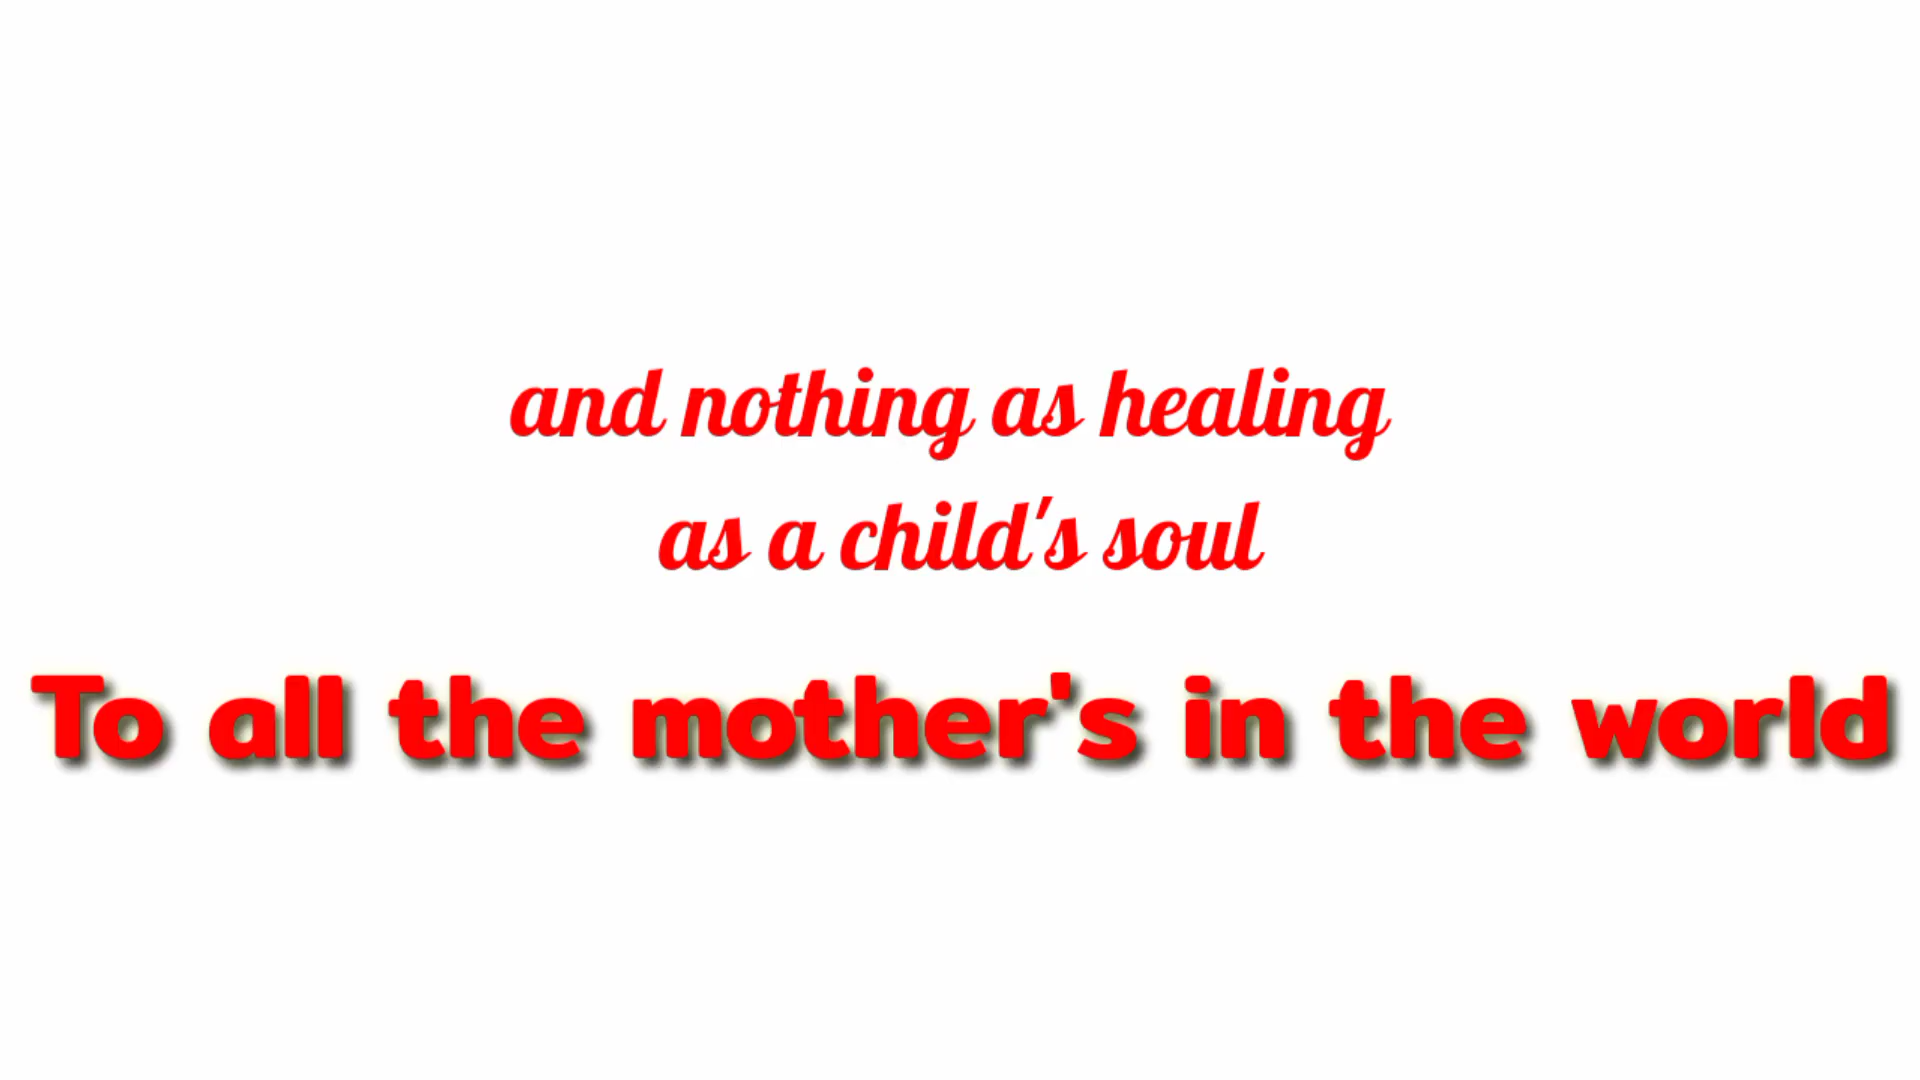 and nothing as healing
as a child's soul
To all the mother's in the world